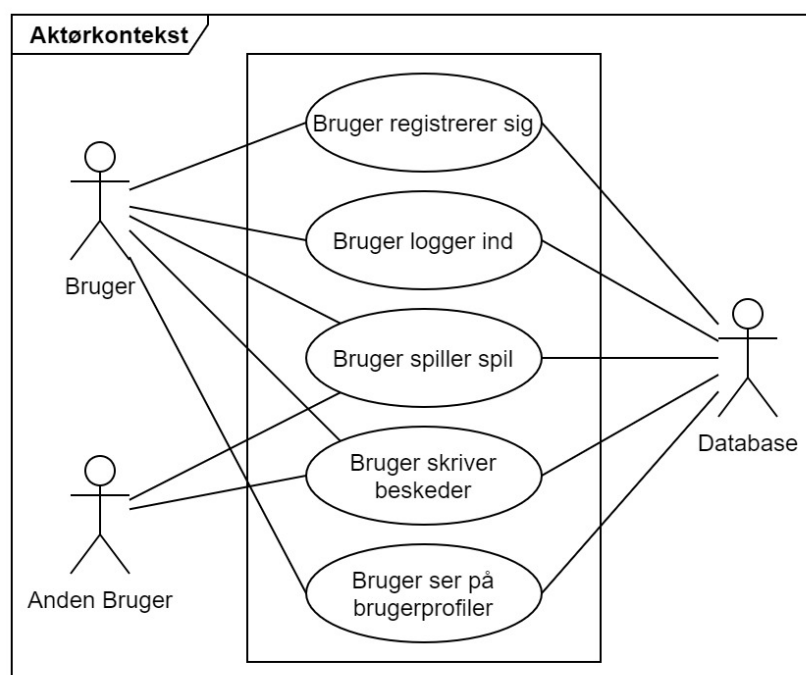 Aktørkontekst
Bruger registrerer sig
Bruger logger ind
Bruger
Bruger spiller spil
Database
Bruger skriver
beskeder
Anden Bruger
Bruger ser på
brugerprofiler